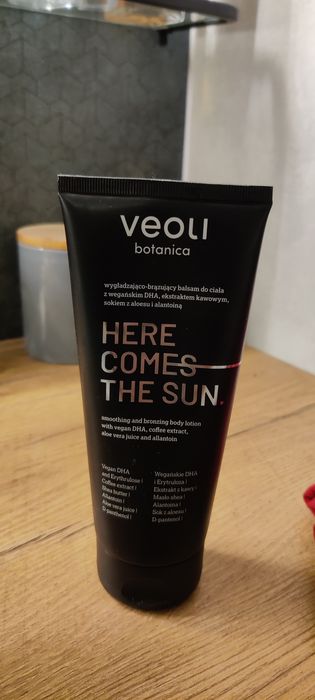 veoli
botanica
wygładzająco-brązujący balsam do ciała
z wegańskim DHA, ekstraktem kawowym,
sokiem z aloesu i alantoiną
HERE
COMES
THE SUN
smoothing and bronzing body lotion
with vegan DHA, coffee extract,
aloe vera juice and allantoin
Vegan DHA
and Erythrulose |
Coffee extract |
Shea butter |
Allantoin |
Aloe vera juice |
D-panthenol |
Wegańskie DHA
i Erytruloza |
Ekstrakt z kawy |
Masło shea |
Alantoina |
Sok z aloesu |
D-pantenol |